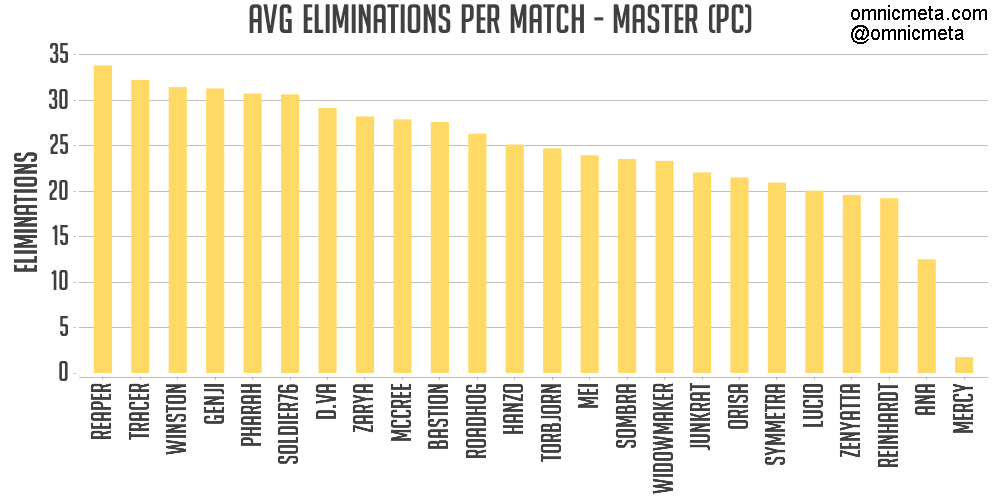 AVG ELIMINATIONS PER MATCH - MASTER (PC)
omnicmeta.com
@omnicmeta
ELIMINATIONS
35
30
25
20
15
10
5
0
REAPER
TRACER
WINSTON
GENJI
PHARAH
SOLDIER76
D.VA
ZARYA
MCCREE
BASTION
ROADHOG
HANZO
TORBJORN
MEI
SOMBRA
WIDOWMAKER
JUNKRAT
ORISA
SYMMETRA
LUCIO
ZENYATTA
REINHARDT
ANA
MERCY